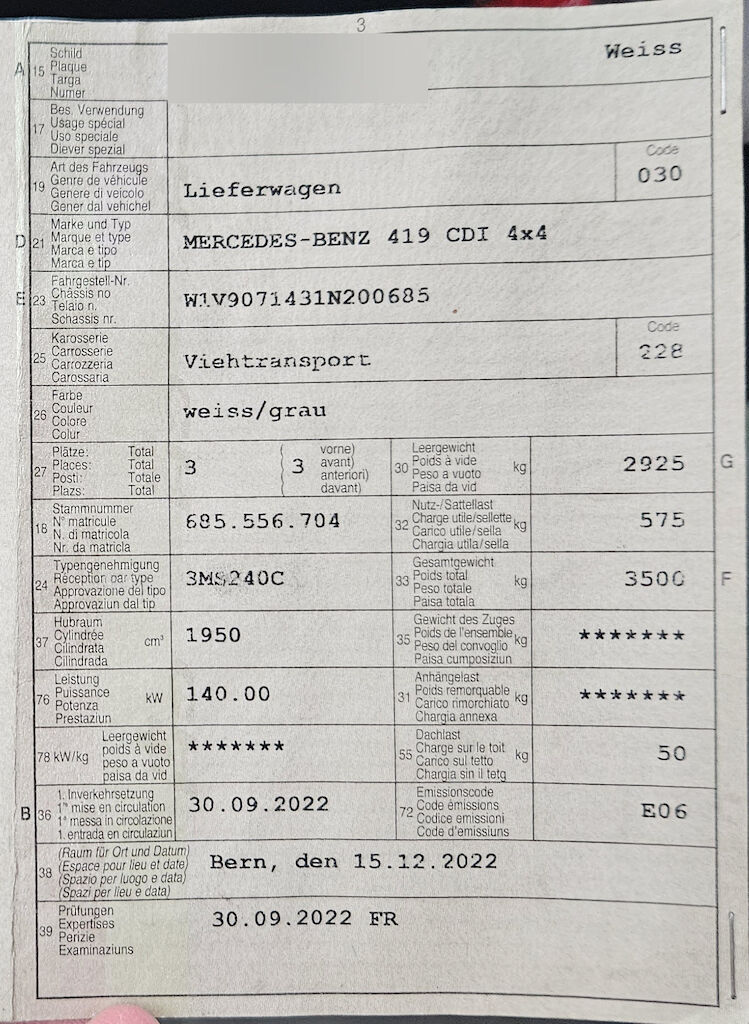 3
A 15 Schild Weiss
Plaque
Targa
Numer
17 Bes. Verwendung
Usage spécial
Uso speciale
Diever spezial
19 Art des Fahrzeugs
Genre de véhicule
Genere di veicolo
Gener dal vehichel
Lieferwagen
Code
030
D 21 Marke und Typ
Marque et type
Marca e tipo
Marca e tip
MERCEDES-BENZ 419 CDI 4x4
E 23 Fahrgestell-Nr.
Châssis no
Telaio n.
Schassis nr.
W1V9071431N200685
25 Karosserie
Carrosserie
Carrozzeria
Carossaria
Viehtransport
Code
228
26 Farbe
Couleur
Colore
Colur
weiss/grau
27 Plätze: Total
Places: Total
Posti: Totale
Plazs: Total
3
( vorne)
( 3 avant)
( anteriori)
( davant)
30 Leergewicht
Poids à vide
Peso a vuoto
Paisa da vid
kg
2925
G
18 Stammnummer
N° matricule
N. di matricola
Nr. da matricla
685.556.704
32 Nutz-/Sattellast
Charge utile/sellette
Carico utile/sella
Chargia utila/sella
kg
575
24 Typengenehmigung
Réception par type
Approvazione del tipo
Approvaziun dal tip
3MS240C
33 Gesamtgewicht
Poids total
Peso totale
Paisa totala
kg
3500
F
37 Hubraum
Cylindrée
Cilindrata
Cilindrada
cm³
1950
35 Gewicht des Zuges
Poids de l'ensemble
Peso del convoglio
Paisa cumposiziun
kg
*******
76 Leistung
Puissance
Potenza
Prestaziun
kW
140.00
31 Anhängelast
Poids remorquable
Carico rimorchiato
Chargia annexa
kg
*******
78 kW/kg Leergewicht
poids à vide
peso a vuoto
paisa da vid
*******
55 Dachlast
Charge sur le toit
Carico sul tetto
Chargia sin il tetg
kg
50
B 36 1. Inverkehrsetzung
1re mise en circulation
1a messa in circolazione
1. entrada en circulaziun
30.09.2022
72 Emissionscode
Code émissions
Codice emissioni
Code d'emissiuns
E06
38 (Raum für Ort und Datum)
(Espace pour lieu et date)
(Spazio per luogo e data)
(Spazi per lieu e data)
Bern, den 15.12.2022
39 Prüfungen
Expertises
Perizie
Examinaziuns
30.09.2022 FR